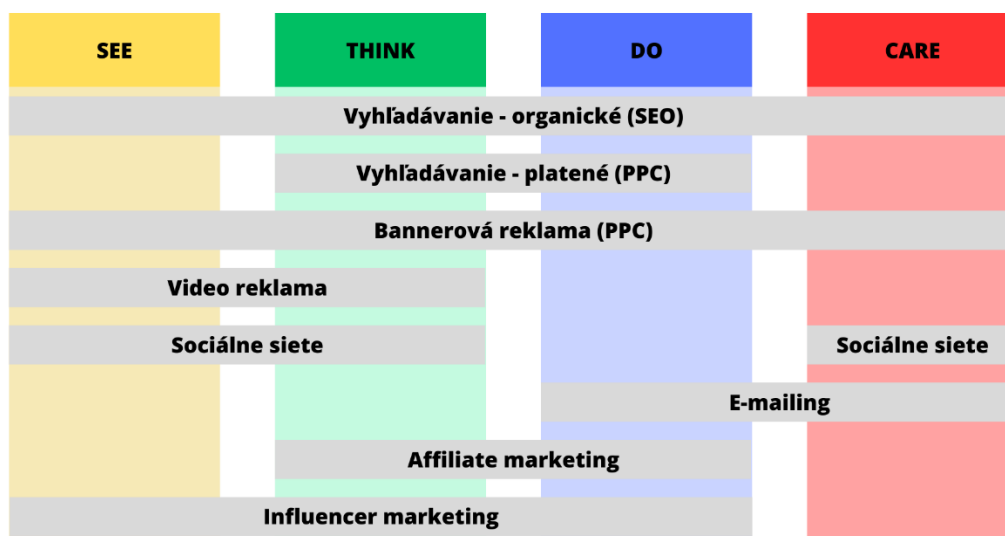 SEE THINK DO CARE
Vyhľadávanie - organické (SEO)
Vyhľadávanie - platené (PPC)
Bannerová reklama (PPC)
Video reklama
Sociálne siete Sociálne siete
E-mailing
Affiliate marketing
Influencer marketing